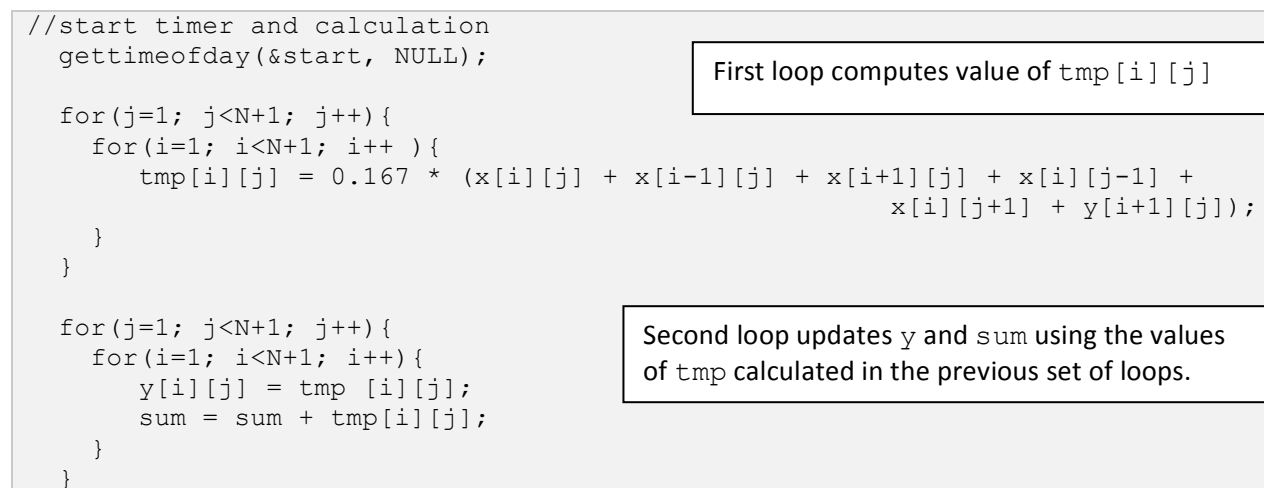 //start timer and calculation
gettimeofday(&start, NULL);
First loop computes value of tmp[i][j]
for(j=1; j<N+1; j++){
for(i=1; i<N+1; i++ ){
tmp[i][j] = 0.167 * (x[i][j] + x[i-1][j] + x[i+1][j] + x[i][j-1] +
x[i][j+1] + y[i+1][j]);
}
}
for(j=1; j<N+1; j++){
for(i=1; i<N+1; i++){
y[i][j] = tmp [i][j];
sum = sum + tmp[i][j];
}
}
Second loop updates y and sum using the values
of tmp calculated in the previous set of loops.